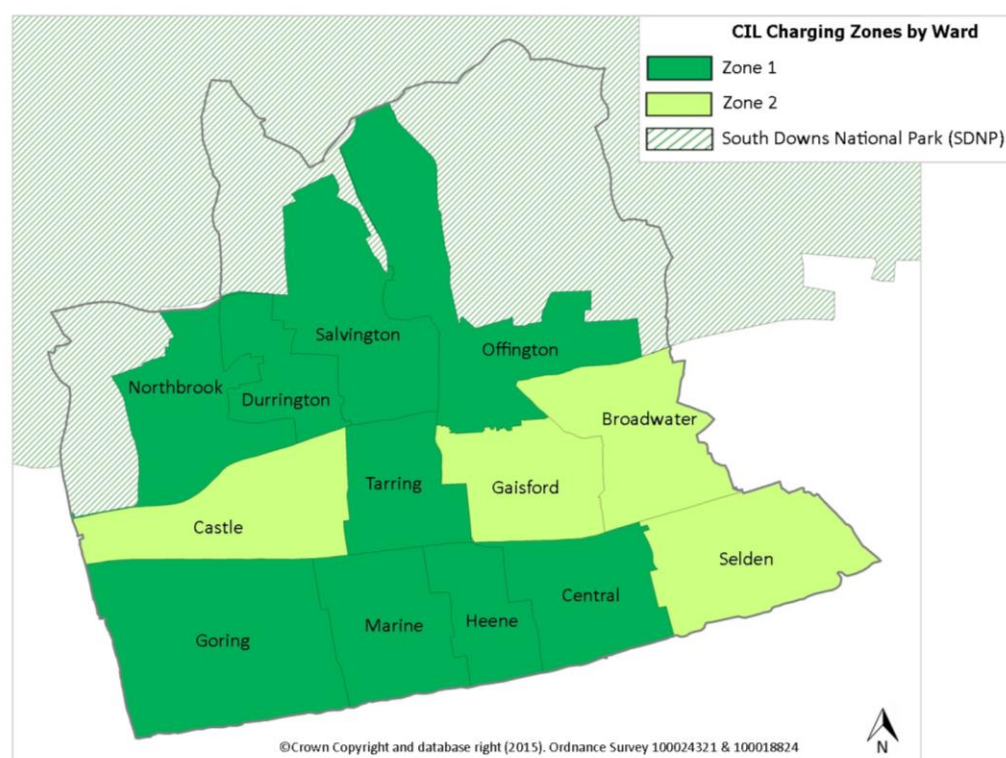 CIL Charging Zones by Ward
Zone 1
Zone 2
South Downs National Park (SDNP)
Salvington
Offington
Northbrook
Durrington
Broadwater
Tarring
Gaisford
Castle
Selden
Central
Marine
Heene
Goring
©Crown Copyright and database right (2015). Ordnance Survey 100024321 & 100018824
N